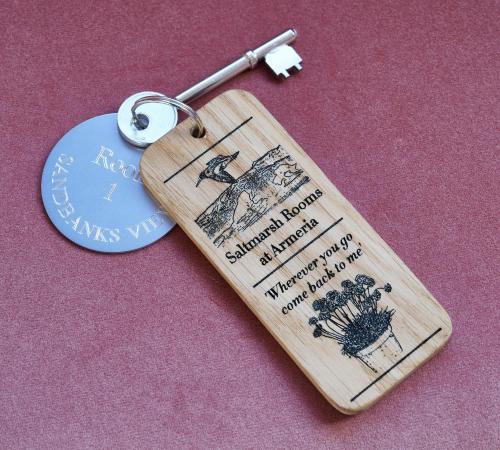 Room
1
SANDBANKS VIEW
Saltmarsh Rooms
at Armeria
'Wherever you go
come back to me'